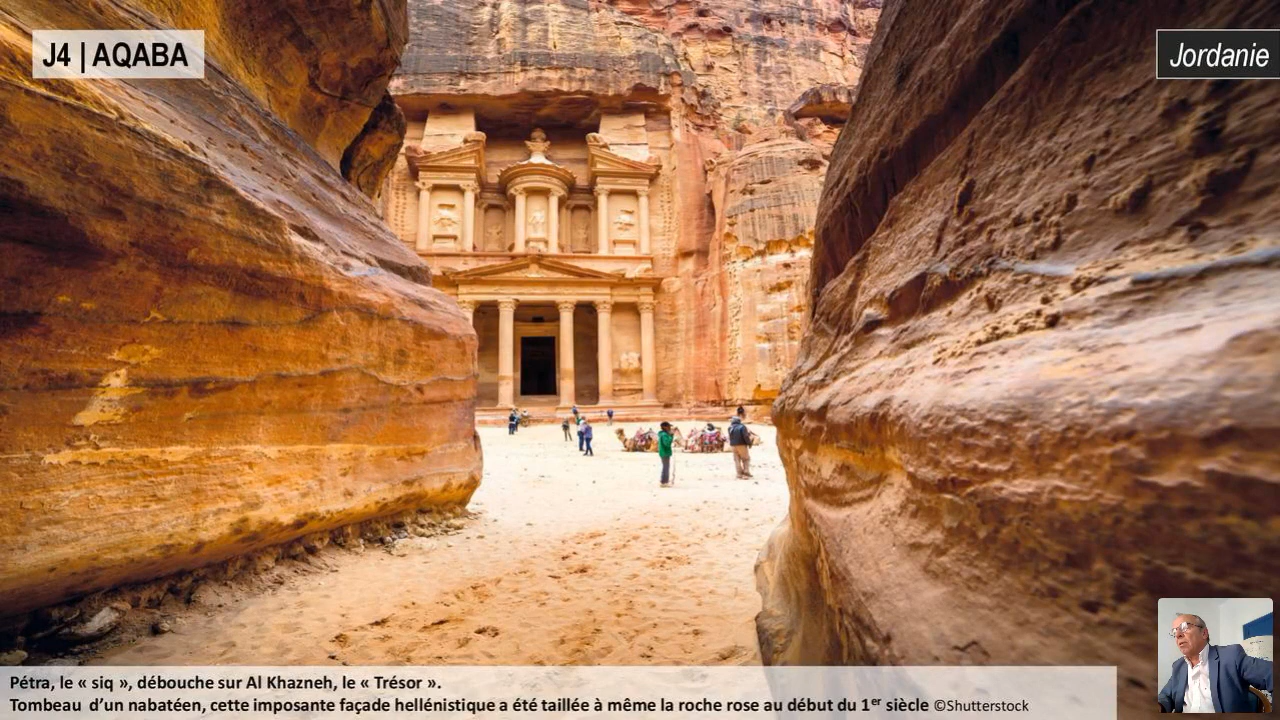 J4 | AQABA
Jordanie
Pétra, le « siq », débouche sur Al Khazneh, le « Trésor ».
Tombeau d’un nabatéen, cette imposante façade hellénistique a été taillée à même la roche rose au début du 1er siècle ©Shutterstock